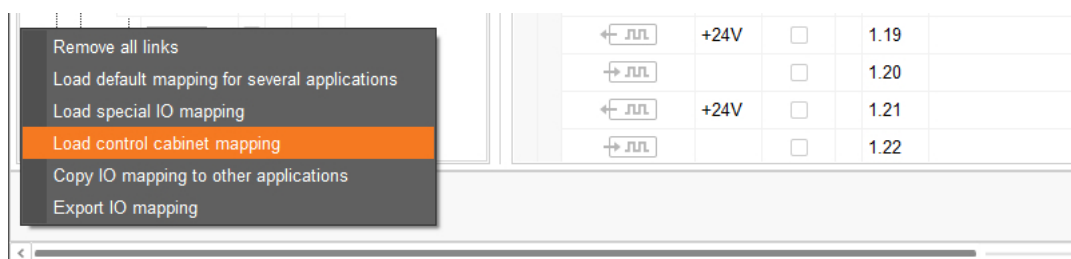 Remove all links
Load default mapping for several applications
Load special IO mapping
Load control cabinet mapping
Copy IO mapping to other applications
Export IO mapping
+24V 1.19
1.20
+24V 1.21
1.22